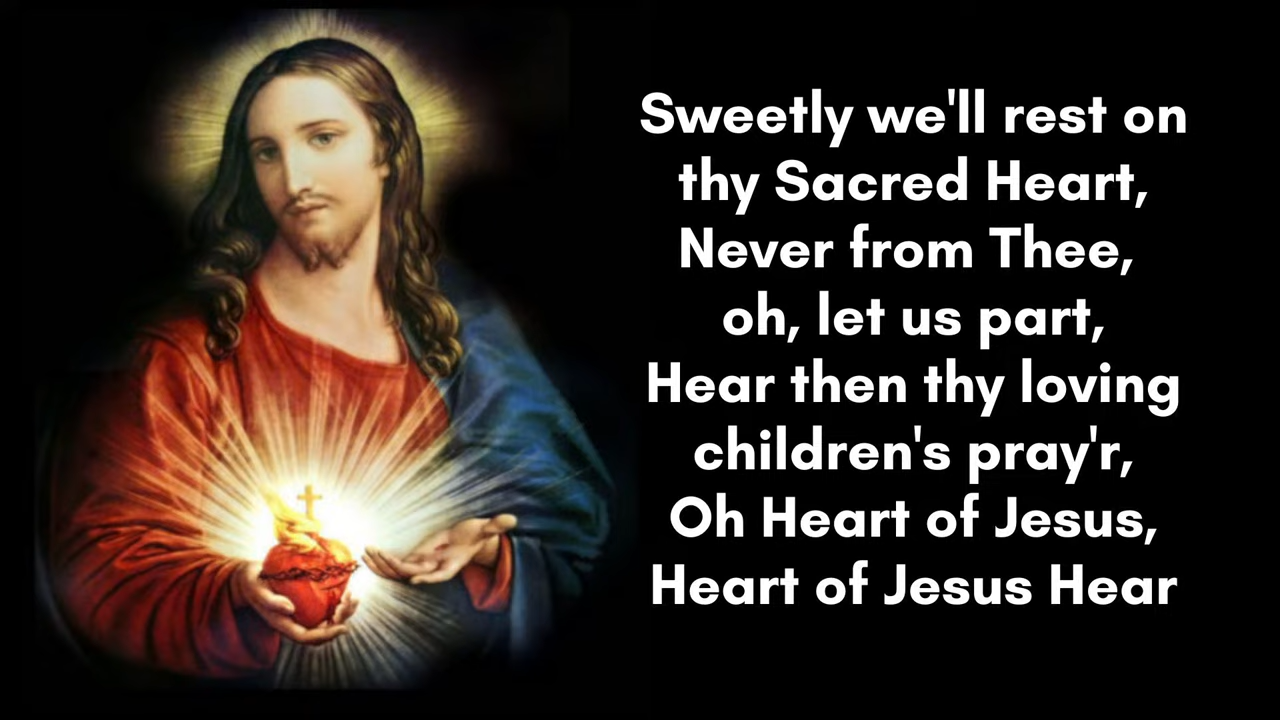 Sweetly we'll rest on
thy Sacred Heart,
Never from Thee,
oh, let us part,
Hear then thy loving
children's pray'r,
Oh Heart of Jesus,
Heart of Jesus Hear